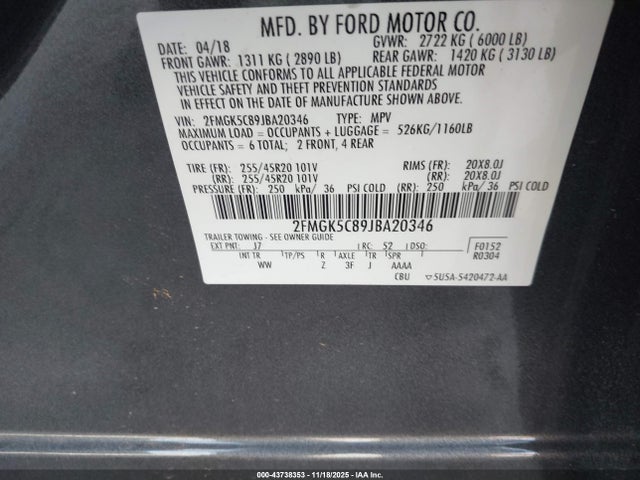 MFD. BY FORD MOTOR CO.
DATE: 04/18 GVWR: 2722 KG (6000 LB)
FRONT GAWR: 1311 KG (2890 LB) REAR GAWR: 1420 KG (3130 LB)
THIS VEHICLE CONFORMS TO ALL APPLICABLE FEDERAL MOTOR
VEHICLE SAFETY AND THEFT PREVENTION STANDARDS
IN EFFECT ON THE DATE OF MANUFACTURE SHOWN ABOVE.
VIN: 2FMGK5C89JBA20346 TYPE: MPV
MAXIMUM LOAD = OCCUPANTS + LUGGAGE = 526KG/1160LB
OCCUPANTS = 6 TOTAL; 2 FRONT, 4 REAR
TIRE (FR): 255/45R20 101V RIMS (FR): 20X8.0J
(RR): 255/45R20 101V (RR): 20X8.0J
PRESSURE (FR): 250 kPa/ 36 PSI COLD (RR): 250 kPa/ 36 PSI COLD
2FMGK5C89JBA20346
TRAILER TOWING - SEE OWNER GUIDE
EXT PNT: J7 RC: 52 DSO: F0152
INT TR TP/PS R AXLE TR SPR R0304
WW Z 3F J AAAA
CBU 5U5A-5420472-AA
000-43738353 - 11/18/2025 - IAA Inc.